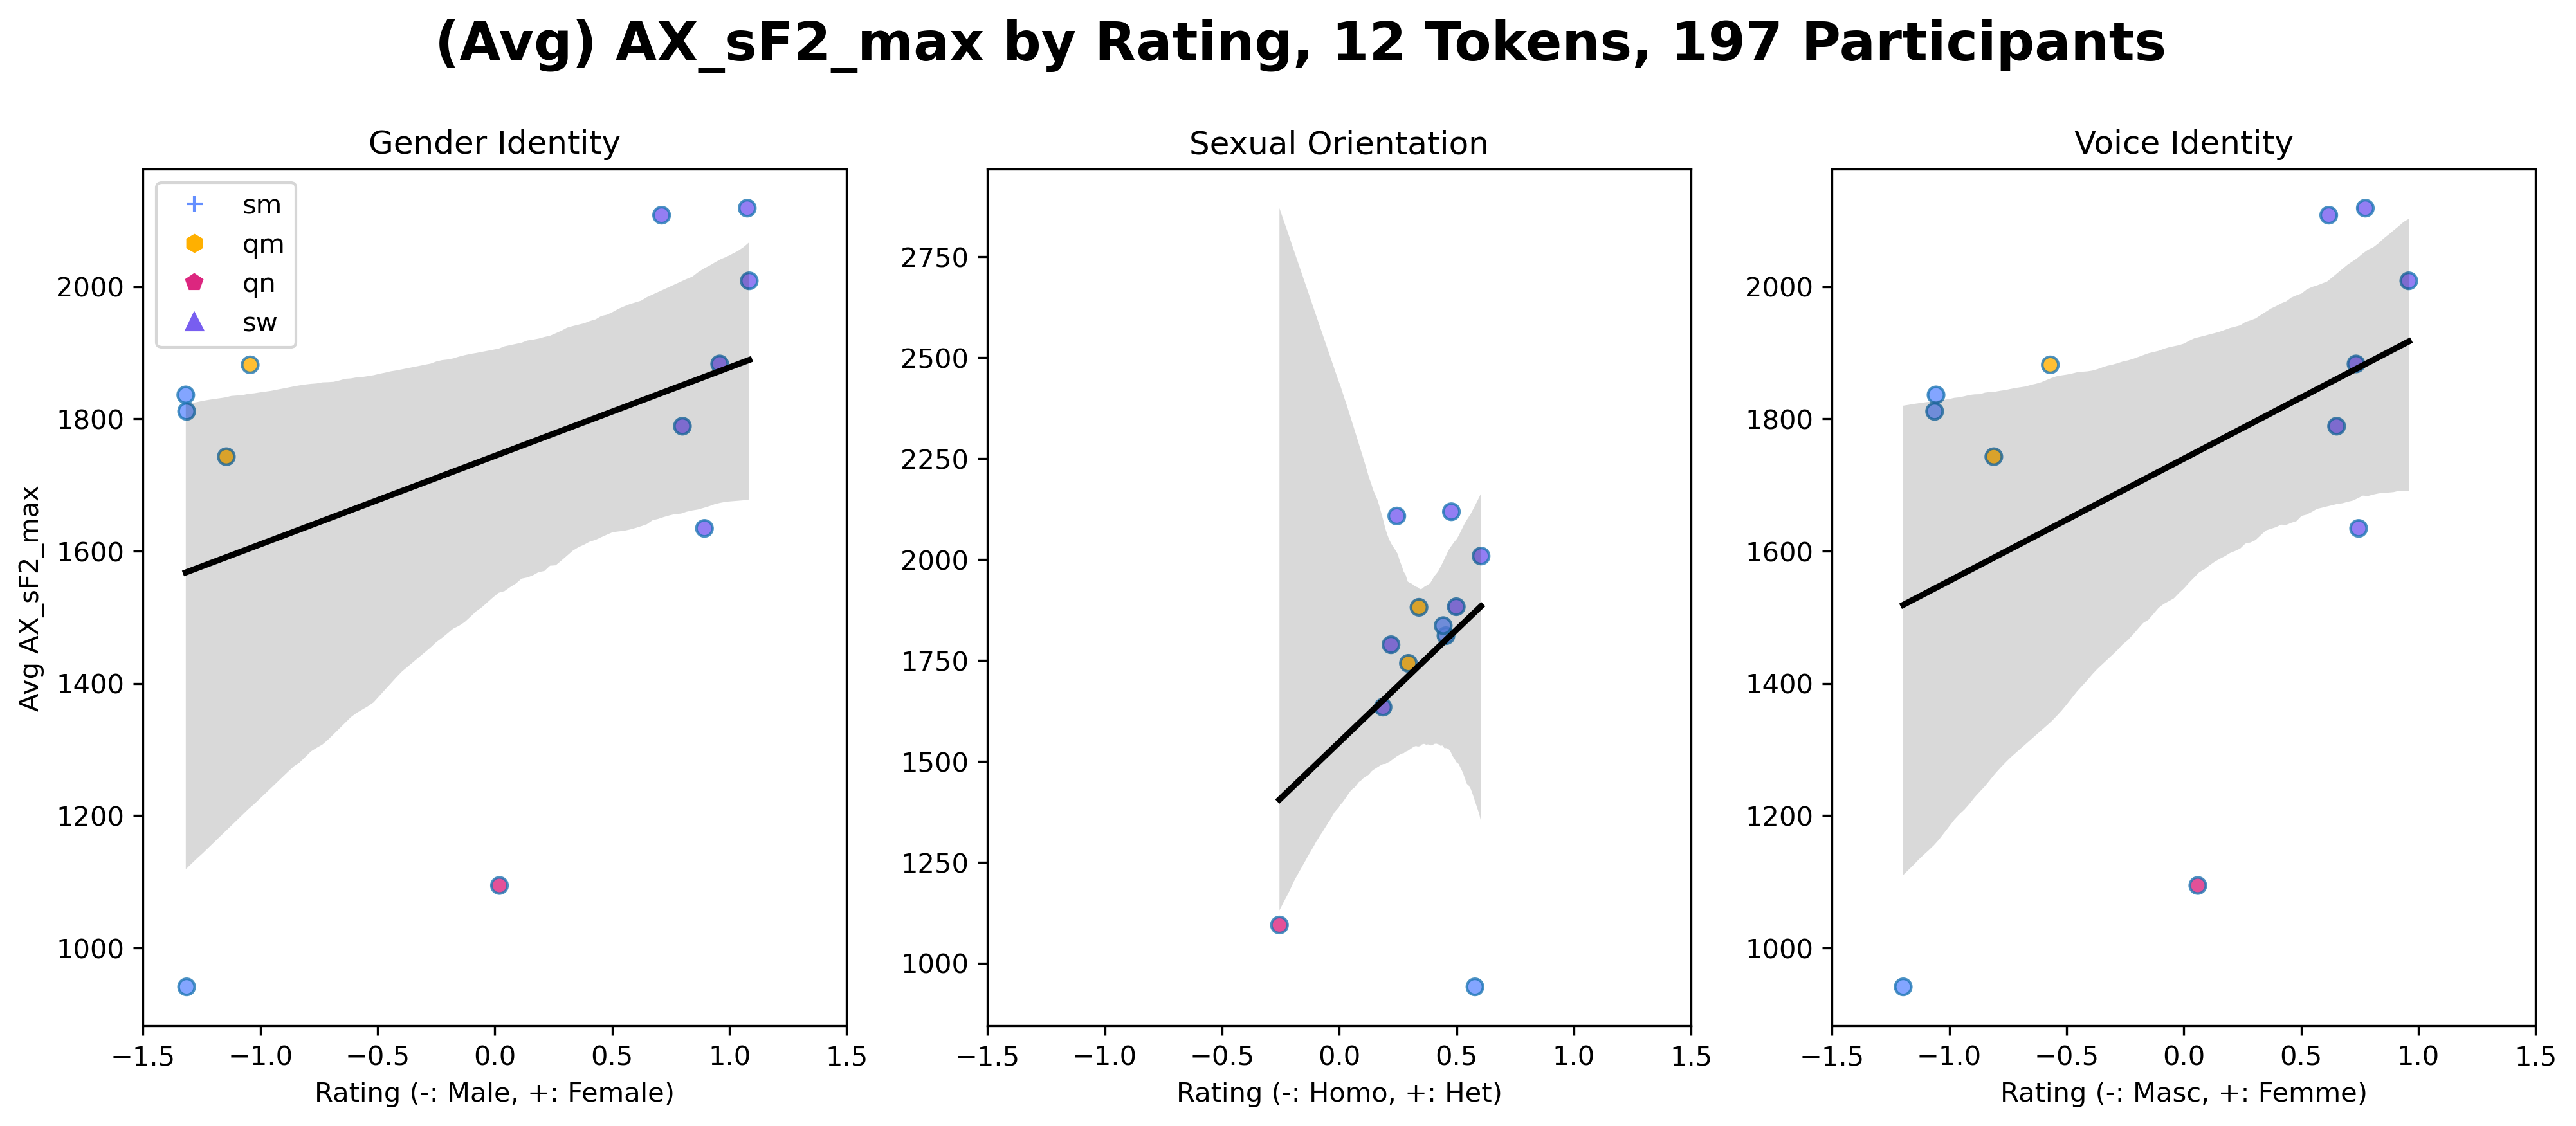 (Avg) AX_sF2_max by Rating, 12 Tokens, 197 Participants
Gender Identity
sm
qm
qn
sw
Avg AX_sF2_max
2000
1800
1600
1400
1200
1000
−1.5 −1.0 −0.5 0.0 0.5 1.0 1.5
Rating (-: Male, +: Female)
Sexual Orientation
2750
2500
2250
2000
1750
1500
1250
1000
−1.5 −1.0 −0.5 0.0 0.5 1.0 1.5
Rating (-: Homo, +: Het)
Voice Identity
2000
1800
1600
1400
1200
1000
−1.5 −1.0 −0.5 0.0 0.5 1.0 1.5
Rating (-: Masc, +: Femme)